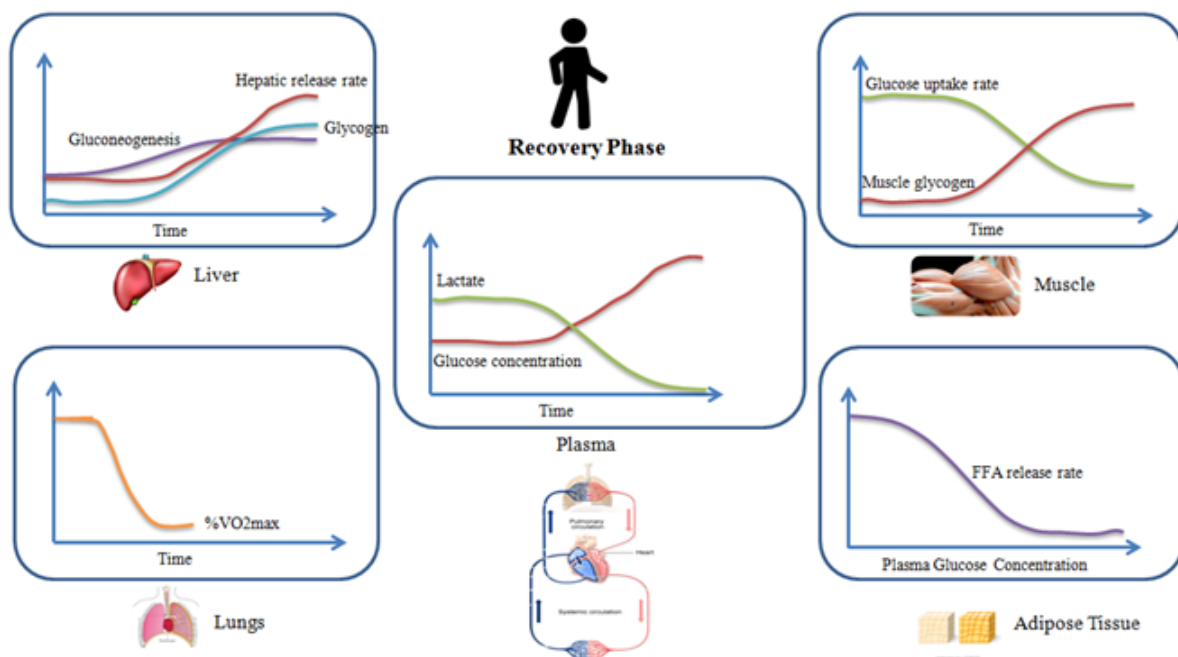 Hepatic release rate
Glycogen
Gluconeogenesis
Time
Liver
Recovery Phase
Glucose uptake rate
Muscle glycogen
Time
Muscle
Lactate
Glucose concentration
Time
Plasma
%VO2max
Time
Lungs
Pulmonary
circulation
Heart
Systemic circulation
FFA release rate
Plasma Glucose Concentration
Adipose Tissue